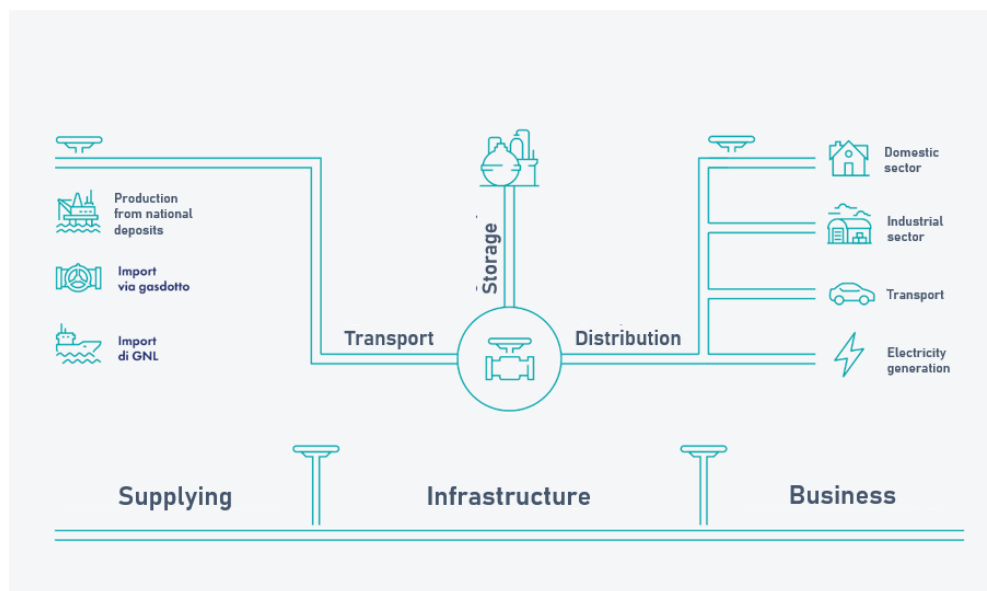 Production
from national
deposits
Import
via gasdotto
Import
di GNL
Transport
Storage
Distribution
Domestic
sector
Industrial
sector
Transport
Electricity
generation
Supplying
Infrastructure
Business